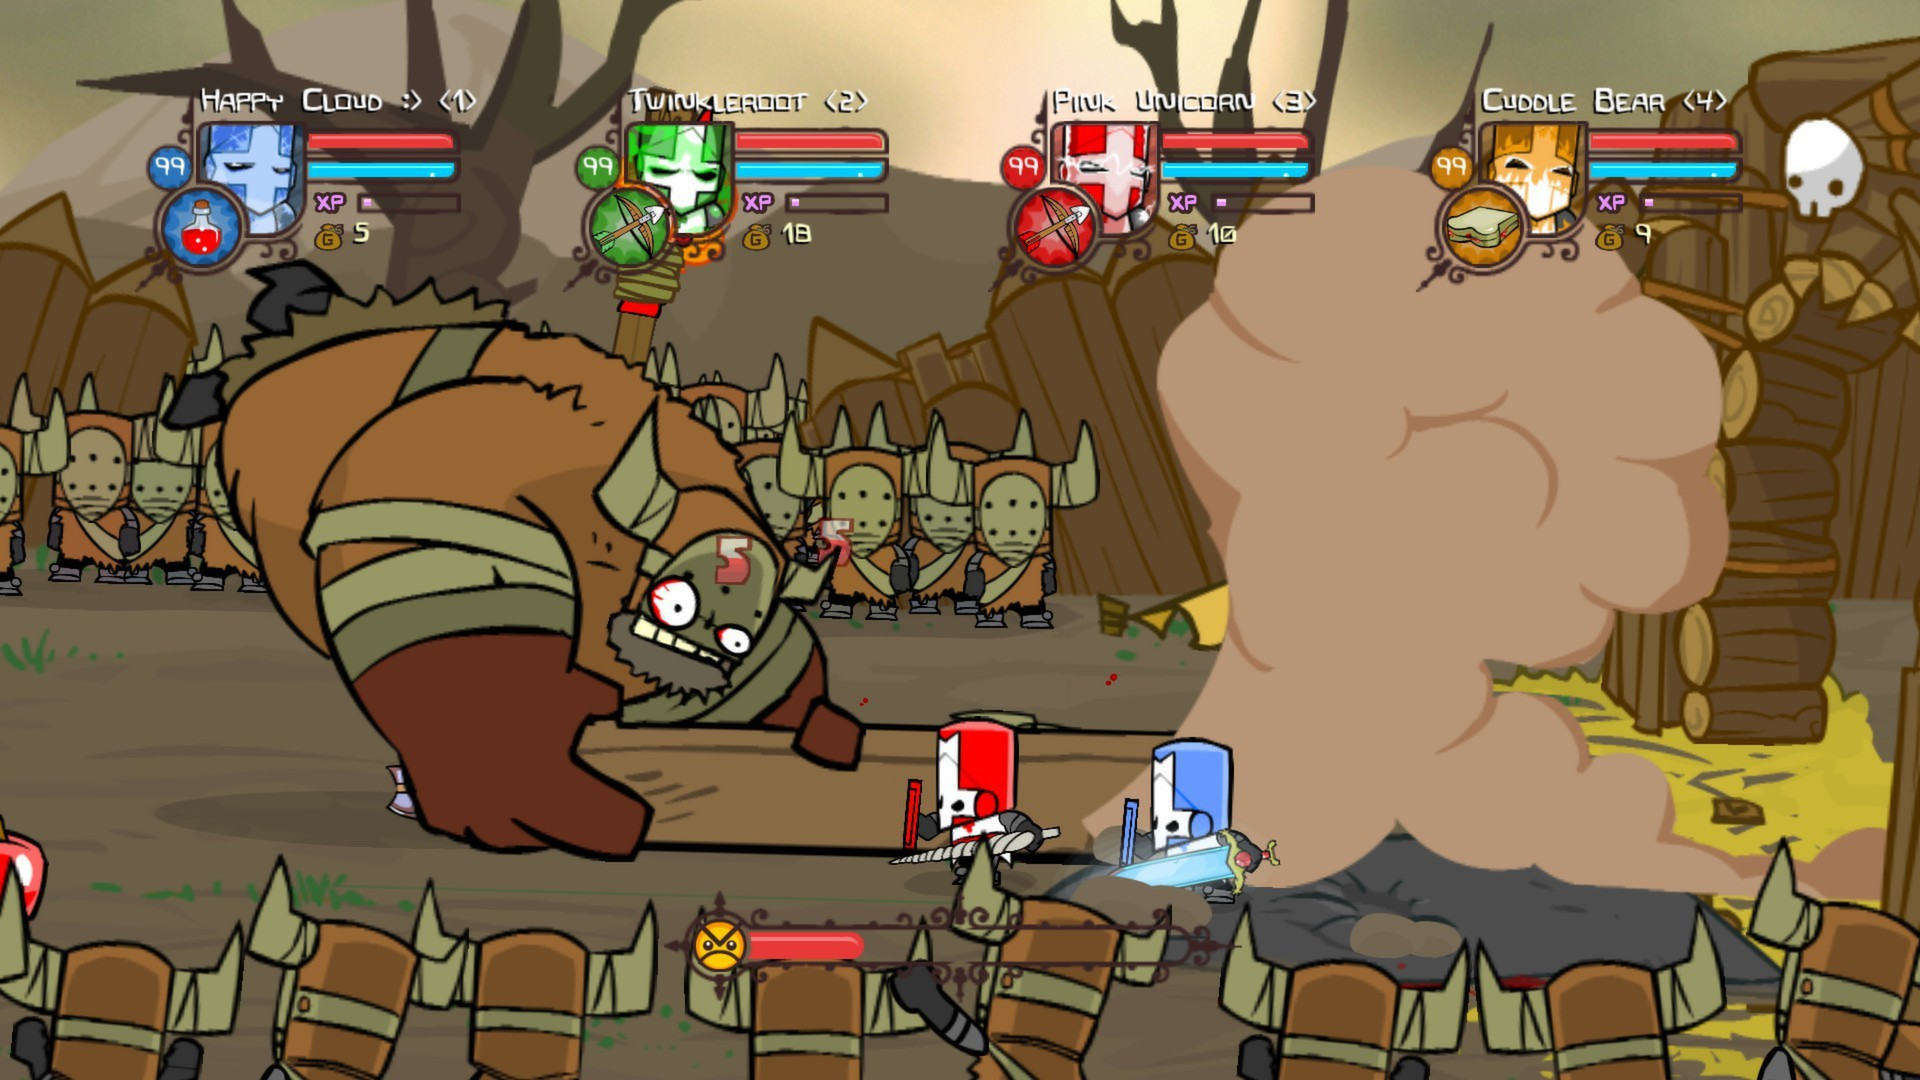 Happy Cloud :) <1>
Twinkleroot <2>
Pink Unicorn <3>
Cuddle Bear <4>
99
99
99
99
XP
XP
XP
XP
G 5
G 18
G 10
G 9
5
5